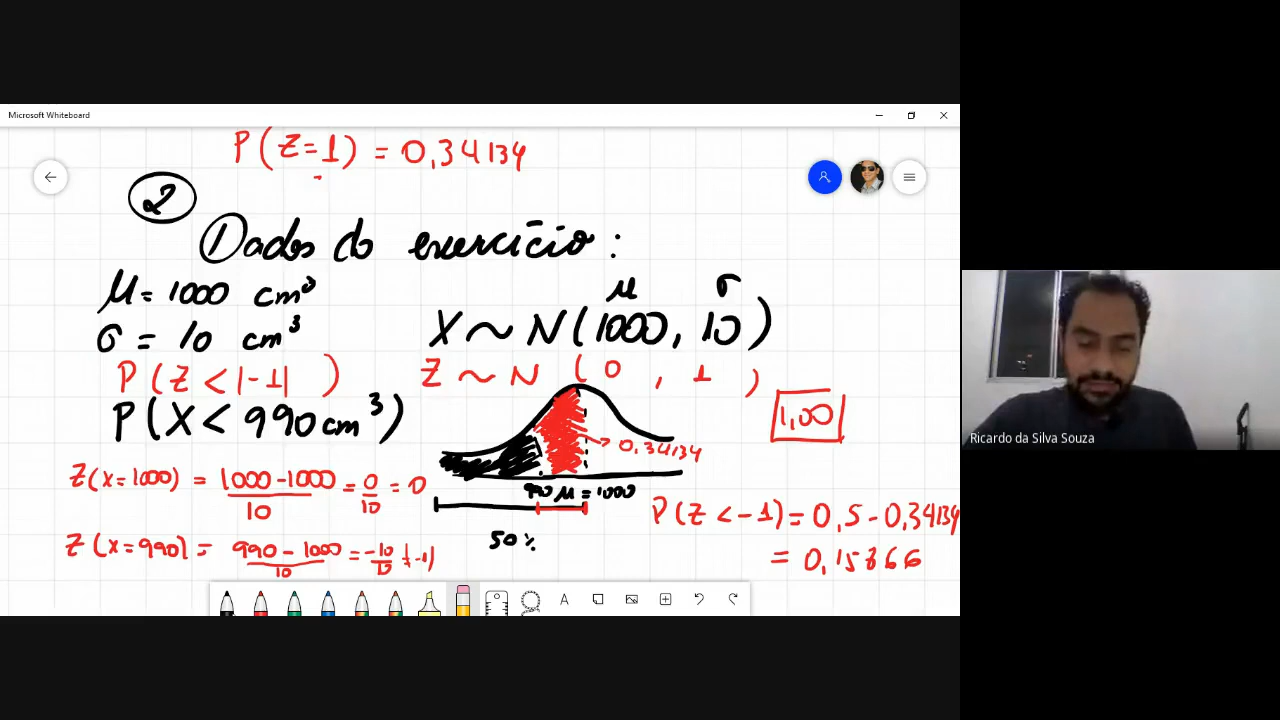 Microsoft Whiteboard
P(Z=1) = 0,34134
2
Dados do exercício:
μ = 1000 cm³
μ σ
X ~ N(1000, 10)
σ = 10 cm³
P(Z < |-1|)
Z ~ N(0, 1)
P(X < 990 cm³)
1,00
0,34134
Z(x=1000) = 1000-1000/10 = 0/10 = 0
990 μ = 1000
P(Z < -1) = 0,5 - 0,34134
50%
= 0,15866
Z(x=990) = 990-1000/10 = -10/10 = |-1|
A
Ricardo da Silva Souza